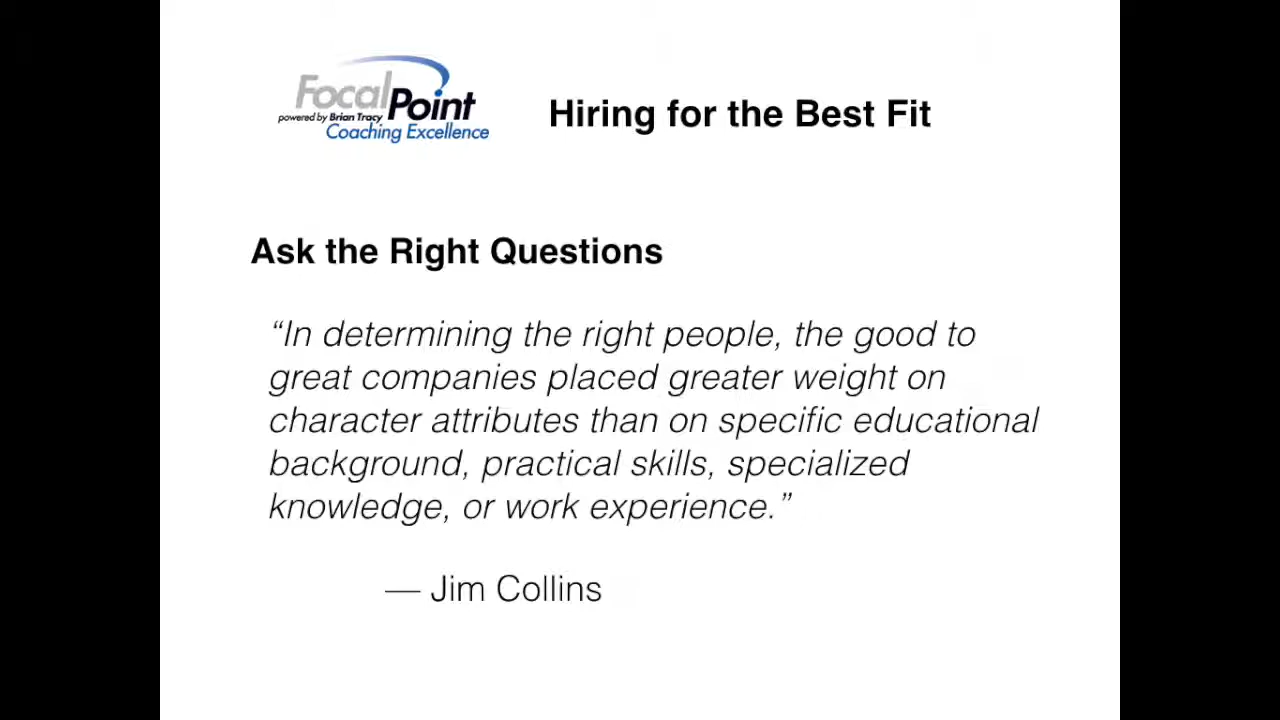 FocalPoint
powered by Brian Tracy
Coaching Excellence
Hiring for the Best Fit
Ask the Right Questions
“In determining the right people, the good to
great companies placed greater weight on
character attributes than on specific educational
background, practical skills, specialized
knowledge, or work experience.”
— Jim Collins